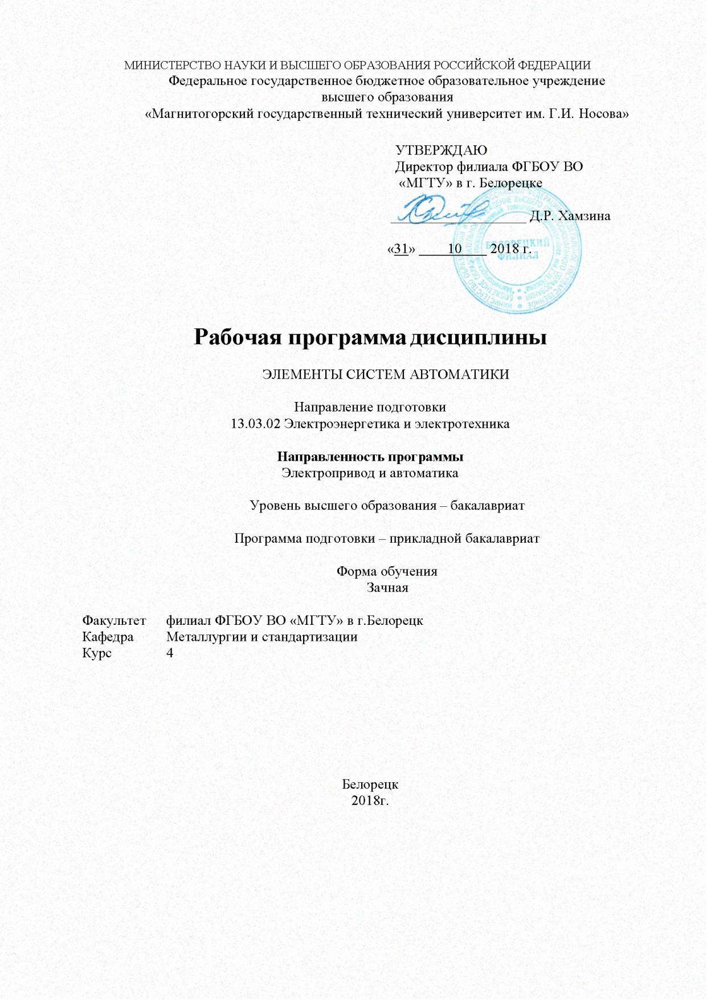 МИНИСТЕРСТВО НАУКИ И ВЫСШЕГО ОБРАЗОВАНИЯ РОССИЙСКОЙ ФЕДЕРАЦИИ
Федеральное государственное бюджетное образовательное учреждение
высшего образования
«Магнитогорский государственный технический университет им. Г.И. Носова»
УТВЕРЖДАЮ
Директор филиала ФГБОУ ВО
«МГТУ» в г. Белорецке
Д.Р. Хамзина
«31» 10 2018 г.
БЕЛОРЕЦКИЙ
ФИЛИАЛ
Рабочая программа дисциплины
ЭЛЕМЕНТЫ СИСТЕМ АВТОМАТИКИ
Направление подготовки
13.03.02 Электроэнергетика и электротехника
Направленность программы
Электропривод и автоматика
Уровень высшего образования – бакалавриат
Программа подготовки – прикладной бакалавриат
Форма обучения
Зачная
Факультет филиал ФГБОУ ВО «МГТУ» в г.Белорецк
Кафедра Металлургии и стандартизации
Курс 4
Белорецк
2018г.